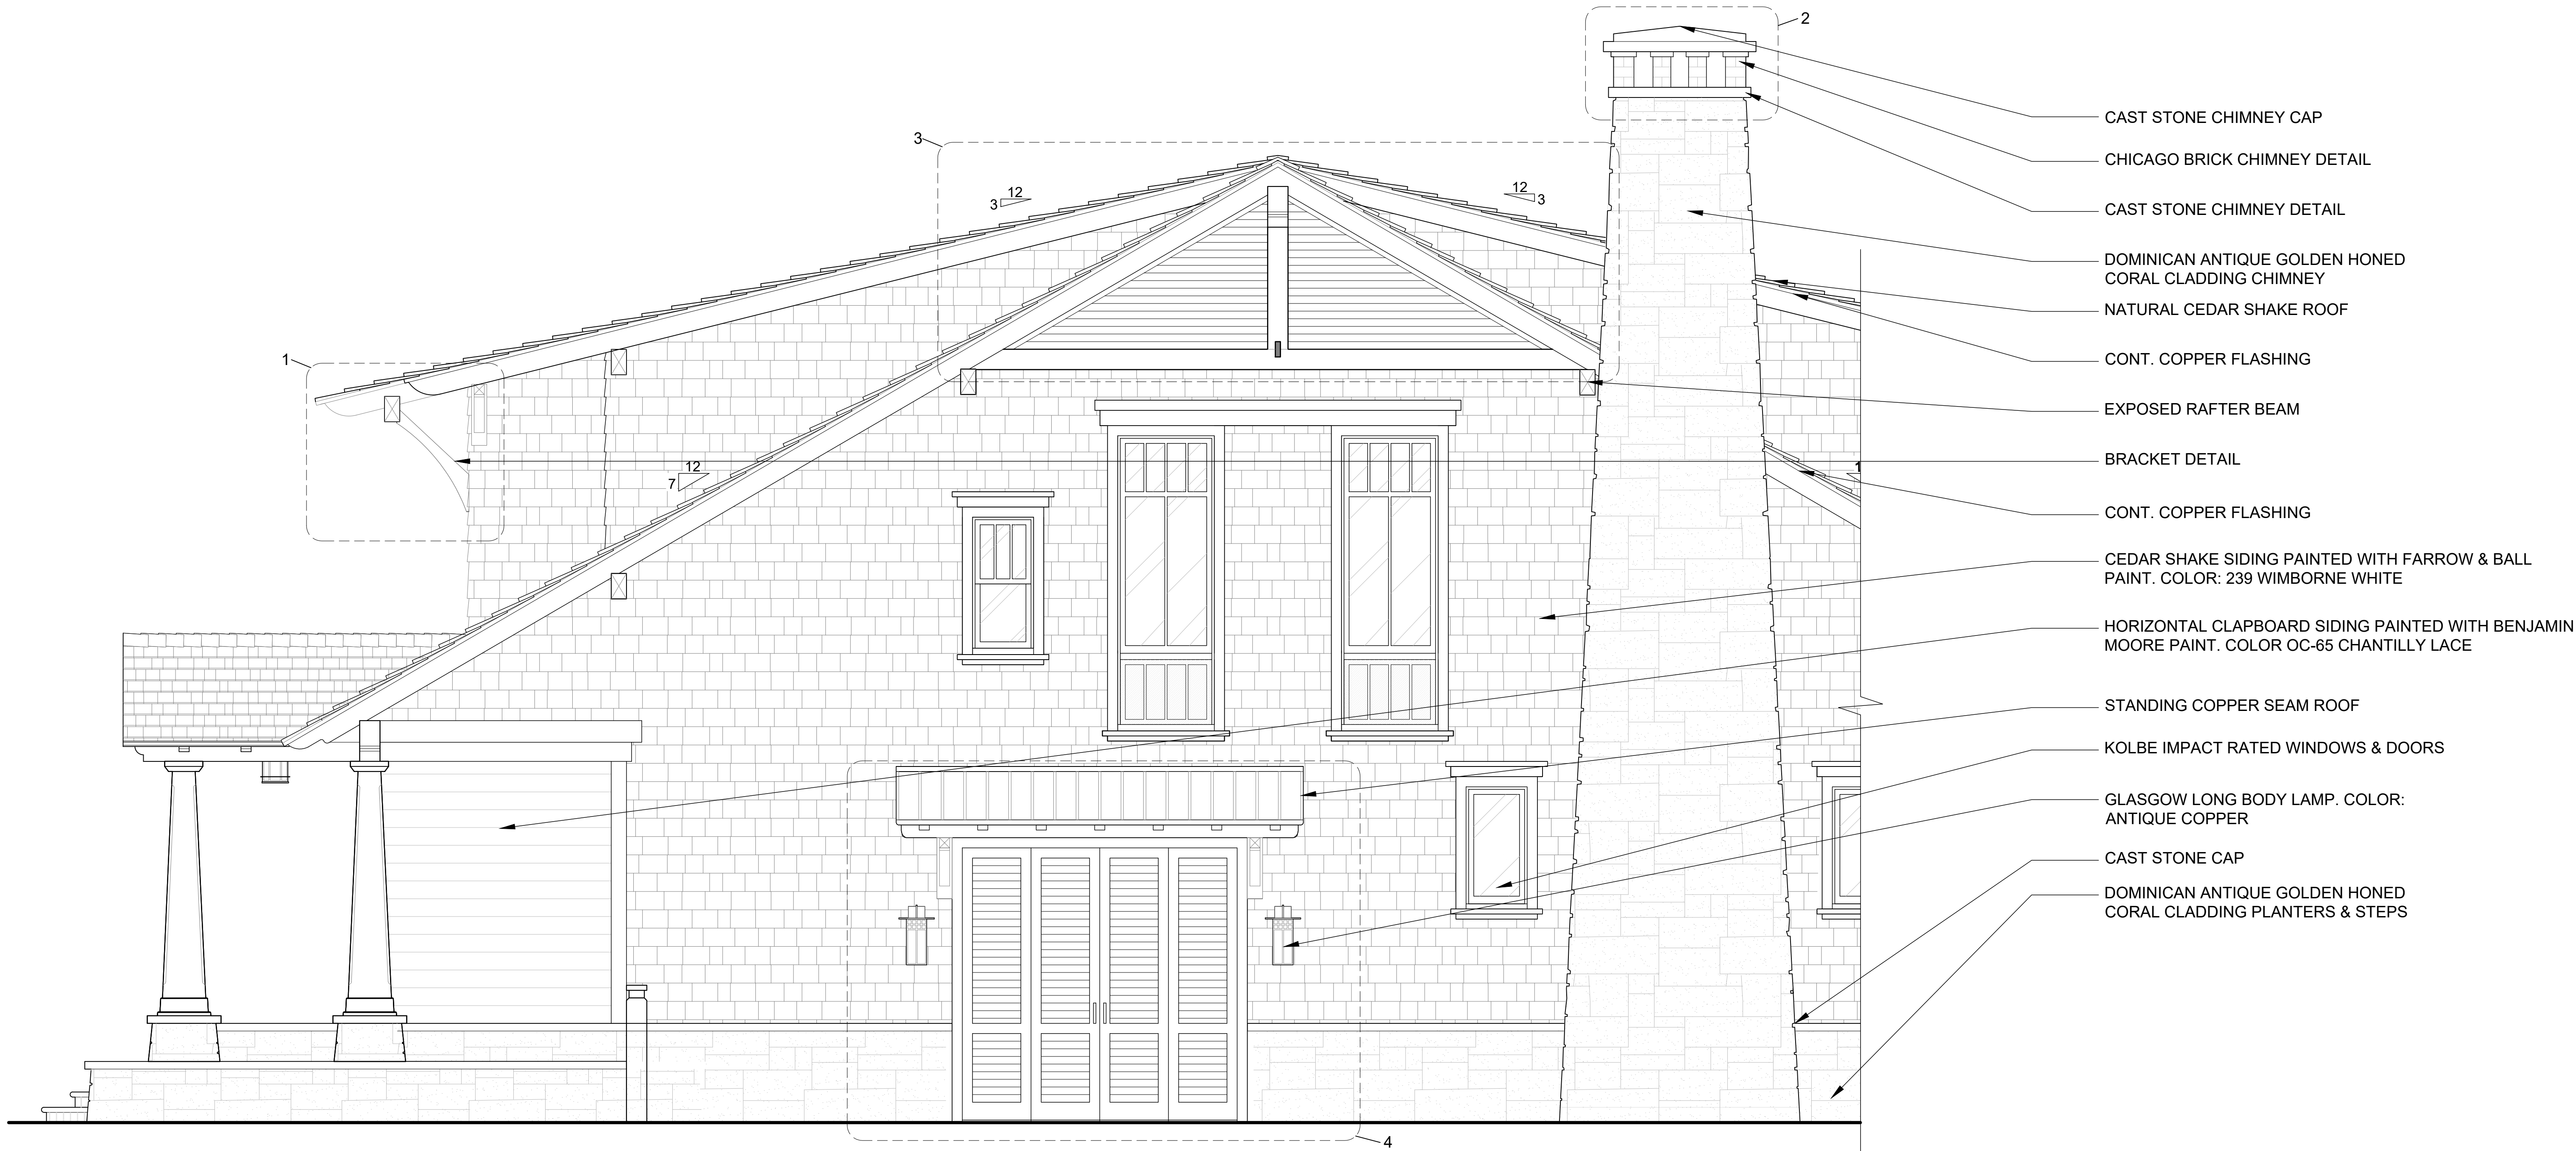 2
3
12
3
12
3
1
12
7
1
4
CAST STONE CHIMNEY CAP
CHICAGO BRICK CHIMNEY DETAIL
CAST STONE CHIMNEY DETAIL
DOMINICAN ANTIQUE GOLDEN HONED
CORAL CLADDING CHIMNEY
NATURAL CEDAR SHAKE ROOF
CONT. COPPER FLASHING
EXPOSED RAFTER BEAM
BRACKET DETAIL
CONT. COPPER FLASHING
CEDAR SHAKE SIDING PAINTED WITH FARROW & BALL
PAINT. COLOR: 239 WIMBORNE WHITE
HORIZONTAL CLAPBOARD SIDING PAINTED WITH BENJAMIN
MOORE PAINT. COLOR OC-65 CHANTILLY LACE
STANDING COPPER SEAM ROOF
KOLBE IMPACT RATED WINDOWS & DOORS
GLASGOW LONG BODY LAMP. COLOR:
ANTIQUE COPPER
CAST STONE CAP
DOMINICAN ANTIQUE GOLDEN HONED
CORAL CLADDING PLANTERS & STEPS